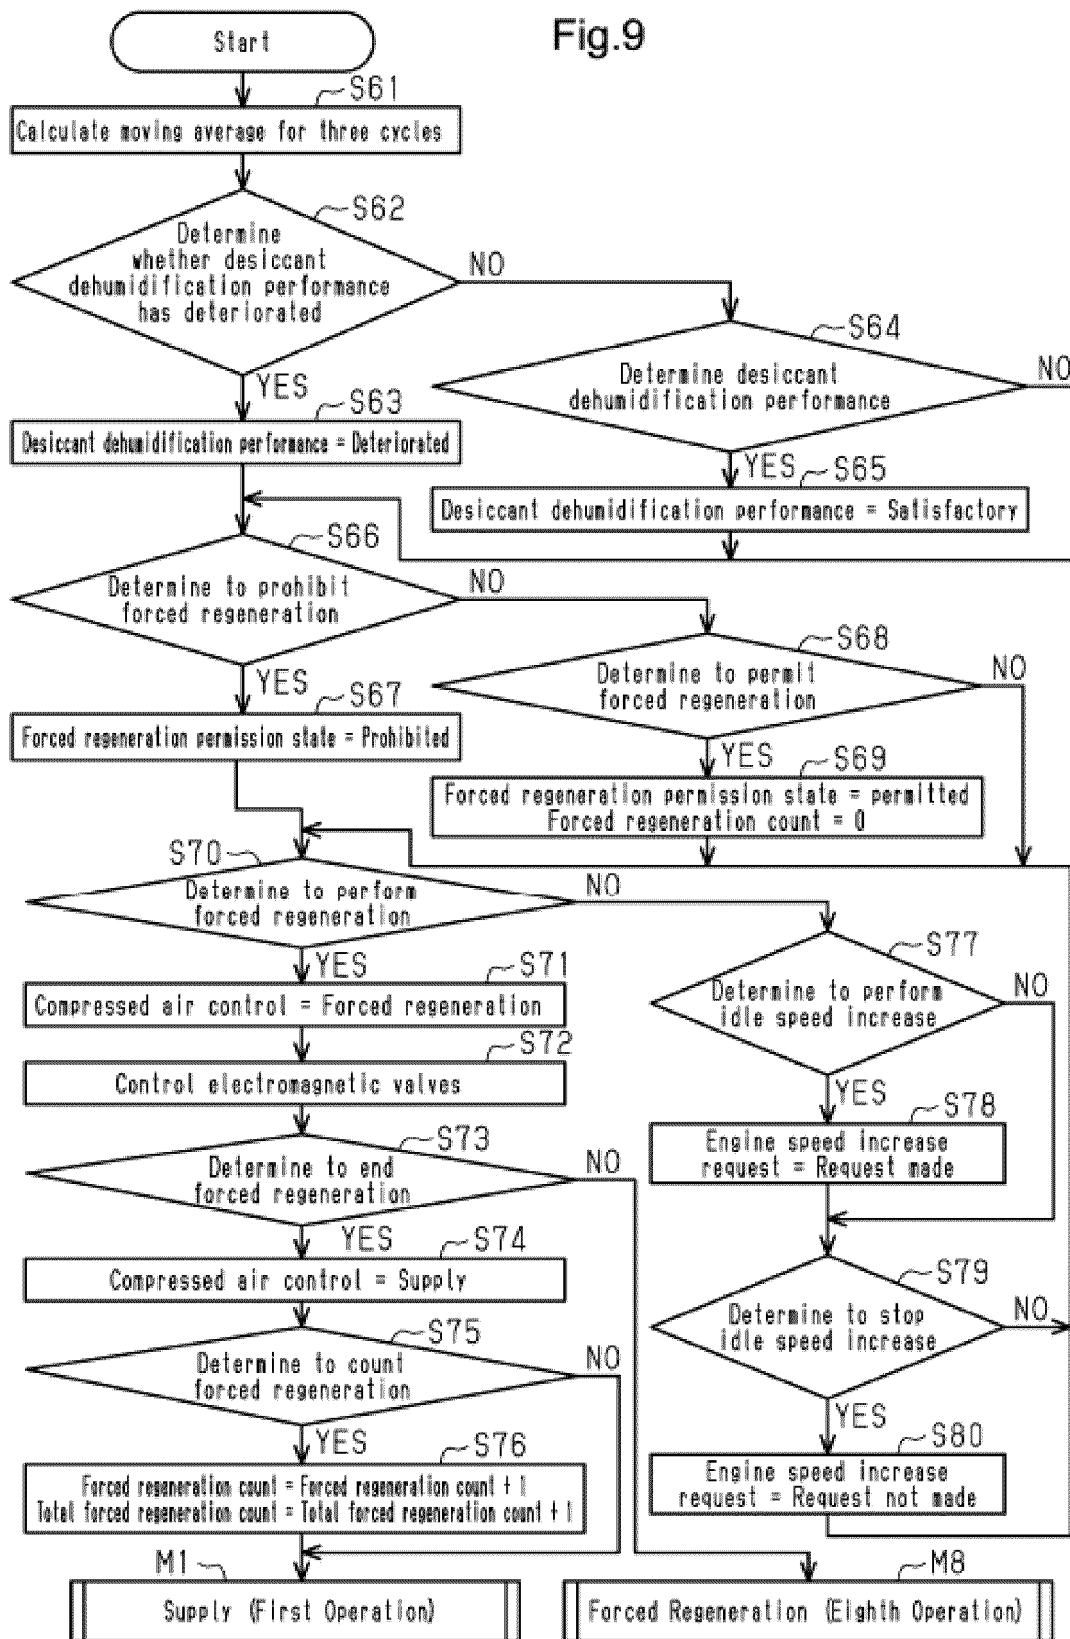 Fig.9
Start
S61
Calculate moving average for three cycles
S62
Determine
whether desiccant
dehumidification performance
has deteriorated
NO
YES
S64
Determine desiccant
dehumidification performance
NO
YES
S63
Desiccant dehumidification performance = Deteriorated
S65
Desiccant dehumidification performance = Satisfactory
S66
Determine to prohibit
forced regeneration
NO
YES
S68
Determine to permit
forced regeneration
NO
YES
S67
Forced regeneration permission state = Prohibited
S69
Forced regeneration permission state = permitted
Forced regeneration count = 0
S70
Determine to perform
forced regeneration
NO
YES
S71
Compressed air control = Forced regeneration
S72
Control electromagnetic valves
S73
Determine to end
forced regeneration
NO
YES
S74
Compressed air control = Supply
S75
Determine to count
forced regeneration
NO
YES
S76
Forced regeneration count = Forced regeneration count + 1
Total forced regeneration count = Total forced regeneration count + 1
S77
Determine to perform
idle speed increase
NO
YES
S78
Engine speed increase
request = Request made
S79
Determine to stop
idle speed increase
NO
YES
S80
Engine speed increase
request = Request not made
M1
Supply (First Operation)
M8
Forced Regeneration (Eighth Operation)